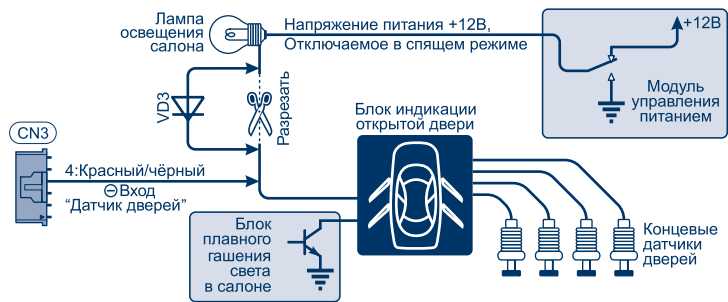 Лампа
освещения
салона
Напряжение питания +12В,
Отключаемое в спящем режиме
+12В
Модуль
управления
питанием
VD3
Разрезать
Блок индикации
открытой двери
CN3
4:Красный/чёрный
⊖Вход
“Датчик дверей”
Блок
плавного
гашения
света
в салоне
Концевые
датчики
дверей